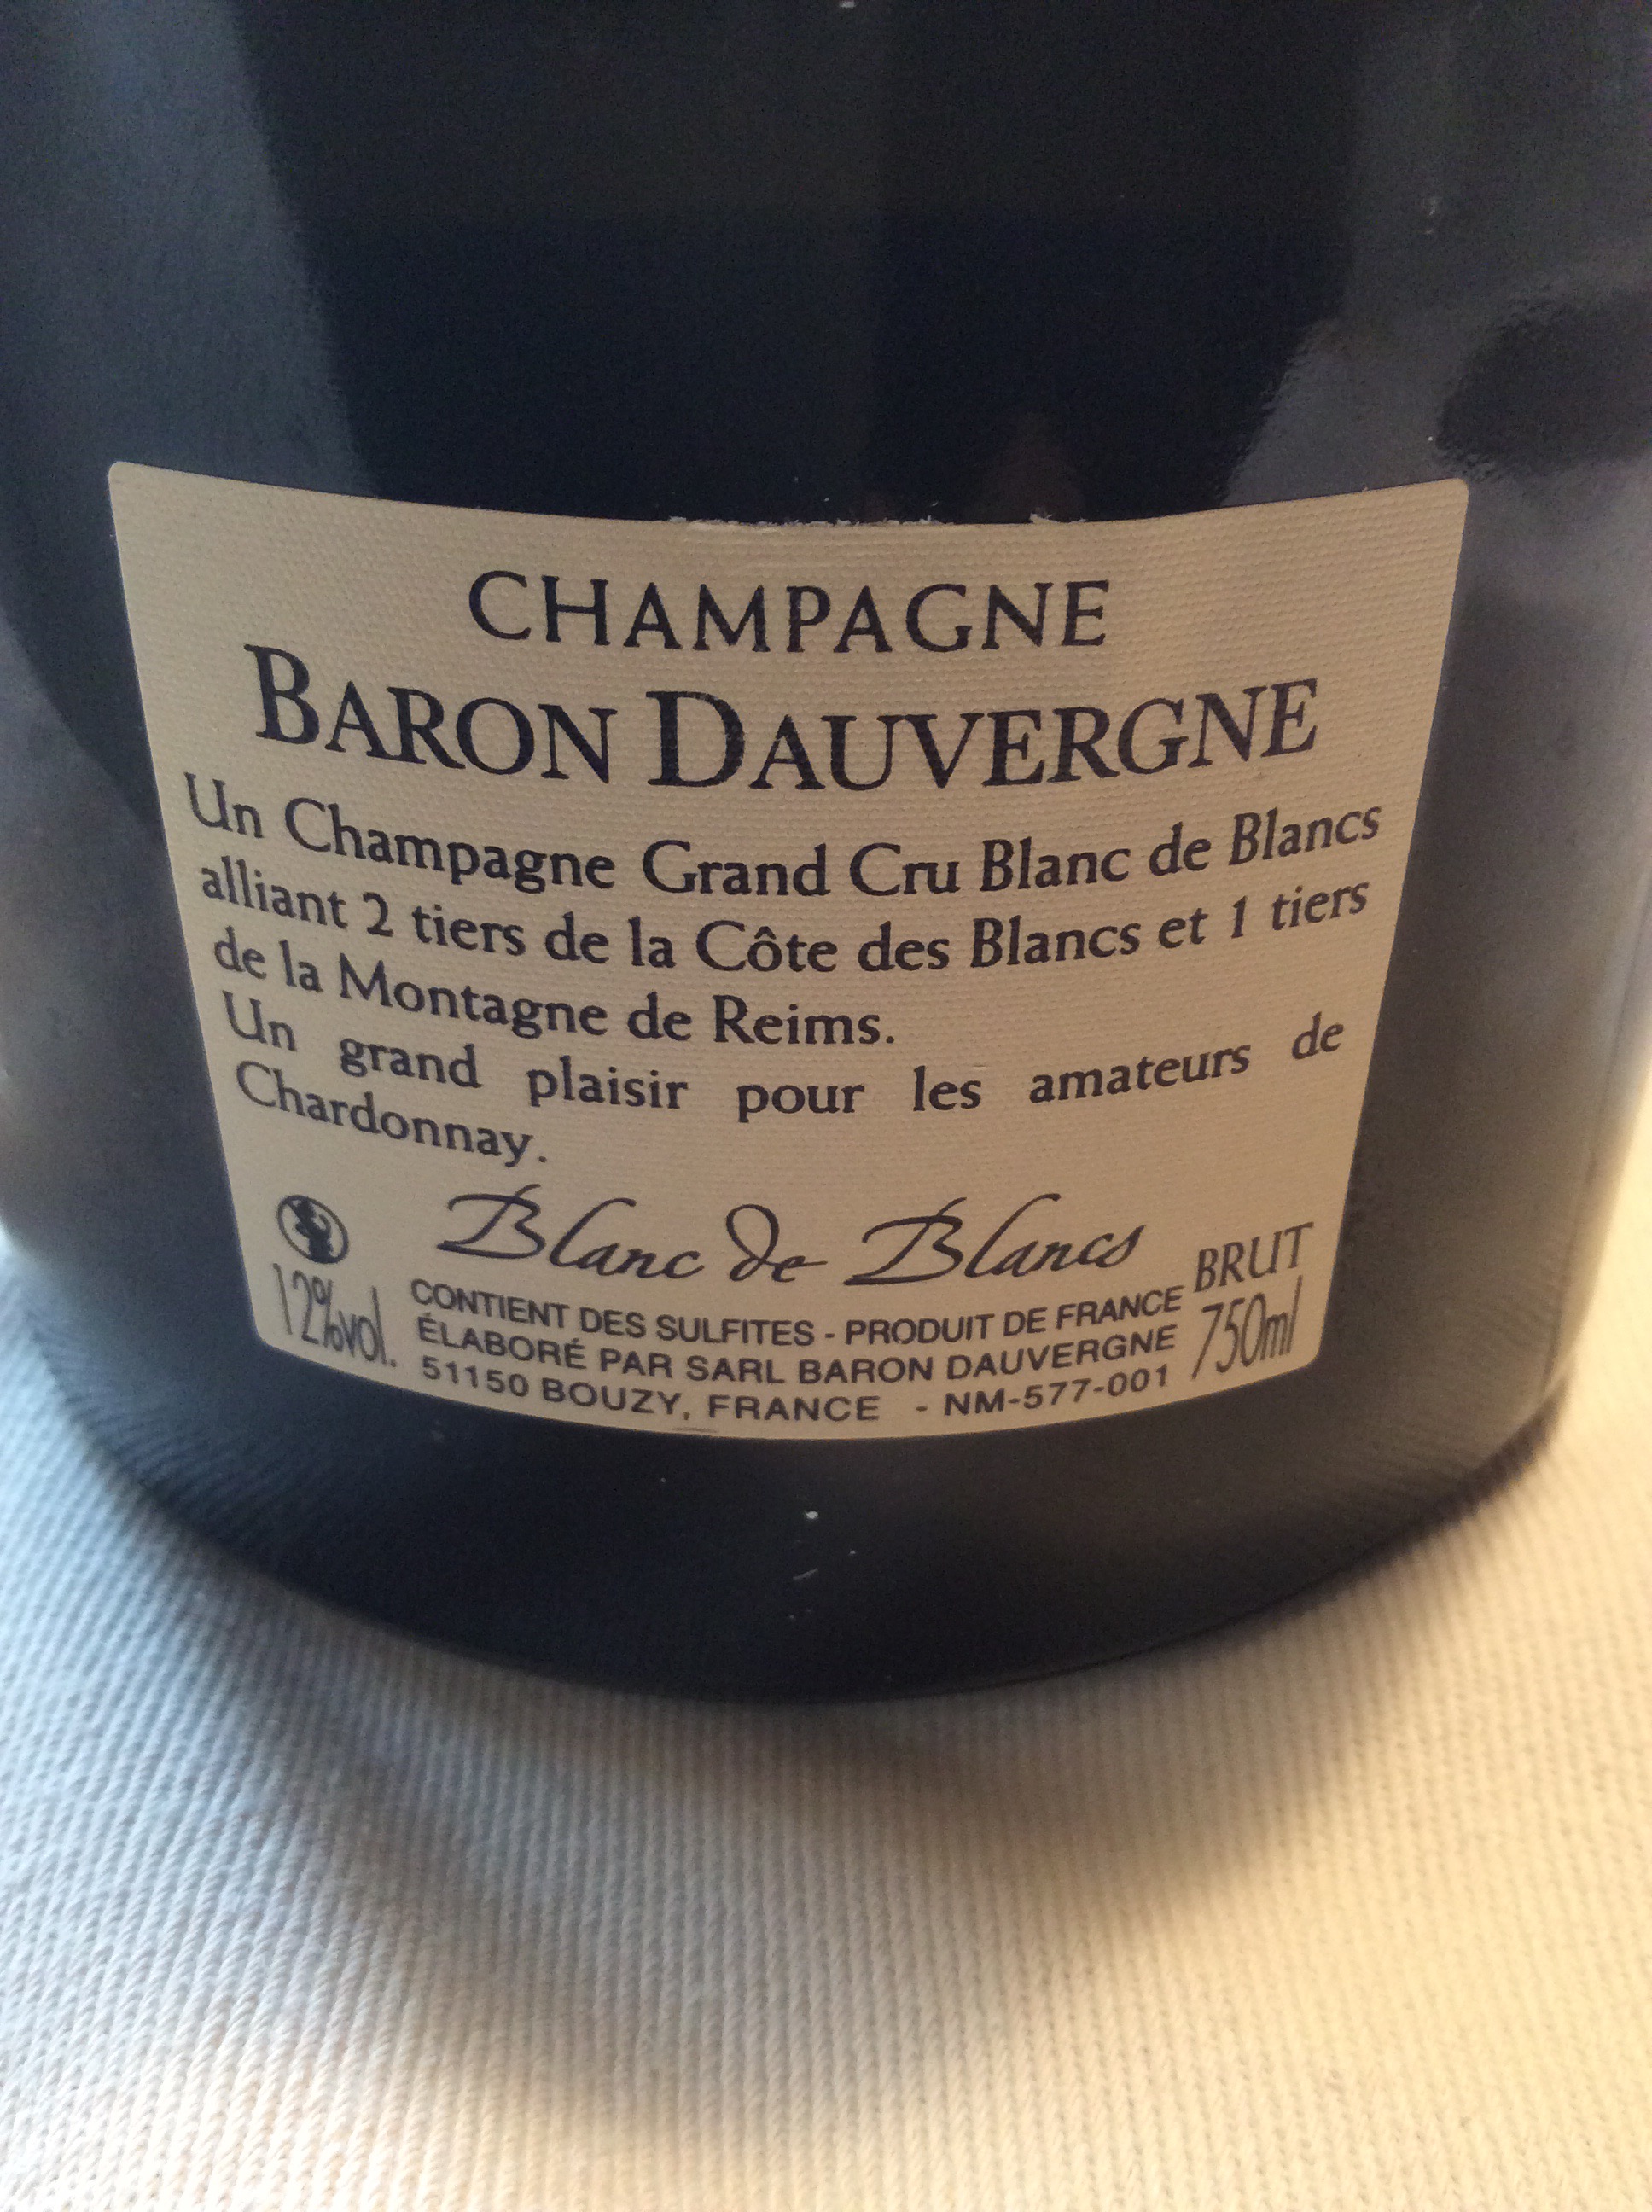 CHAMPAGNE
BARON DAUVERGNE
Un Champagne Grand Cru Blanc de Blancs
alliant 2 tiers de la Côte des Blancs et 1 tiers
de la Montagne de Reims.
Un grand plaisir pour les amateurs de
Chardonnay.
Blanc de Blancs
BRUT
12%vol.
CONTIENT DES SULFITES - PRODUIT DE FRANCE
ÉLABORÉ PAR SARL BARON DAUVERGNE
51150 BOUZY, FRANCE - NM-577-001
750ml